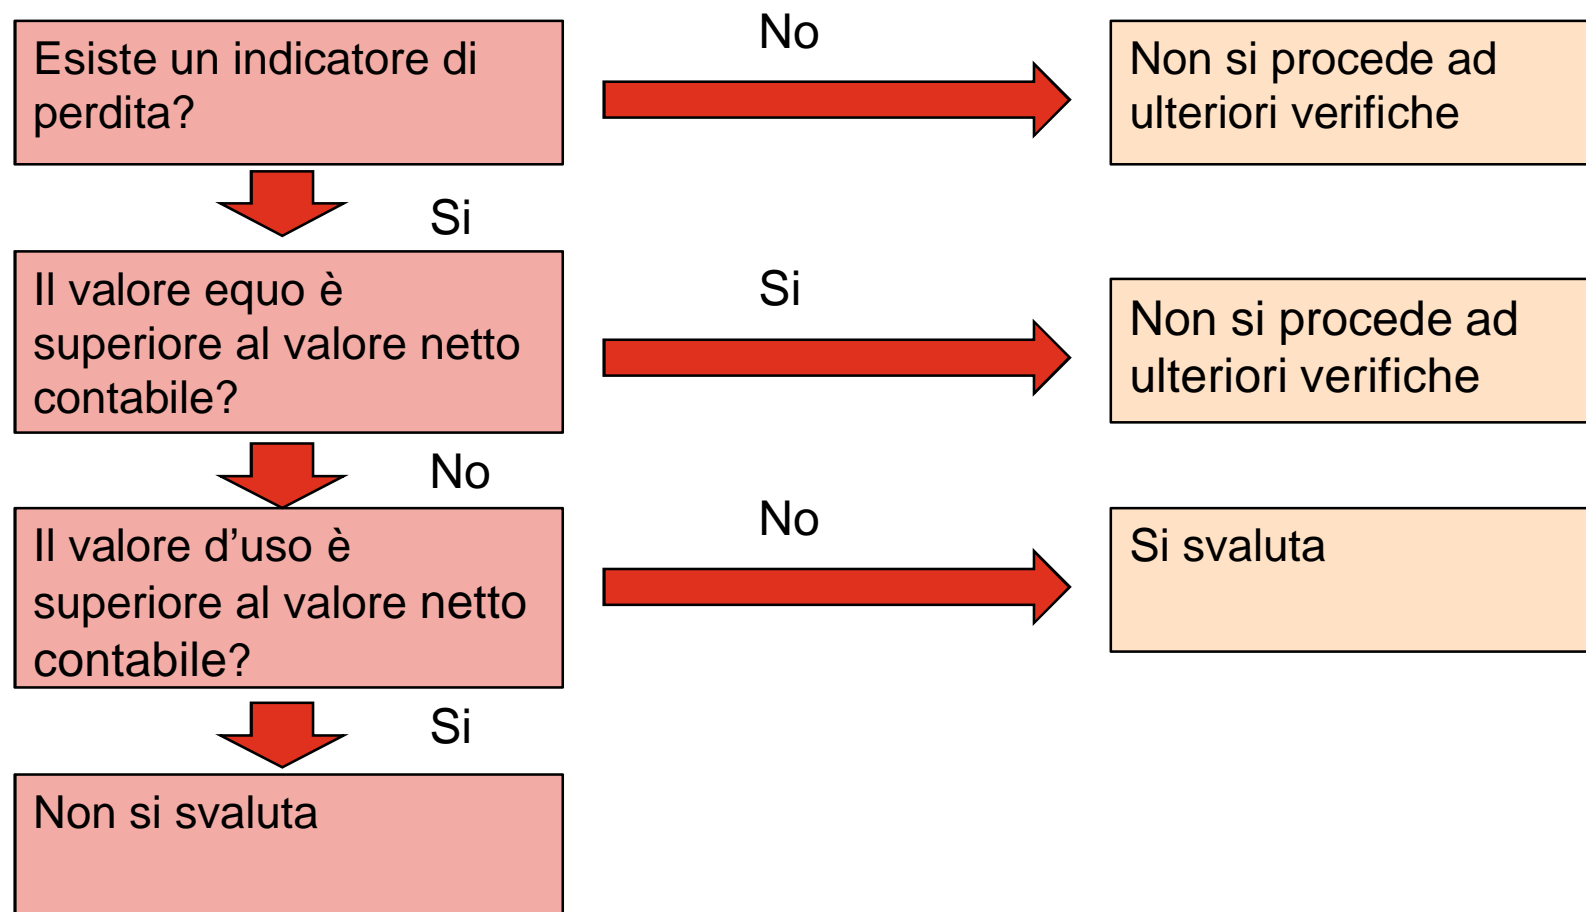 Esiste un indicatore di
perdita?
No
Non si procede ad
ulteriori verifiche
Si
Il valore equo è
superiore al valore netto
contabile?
Si
Non si procede ad
ulteriori verifiche
No
Il valore d’uso è
superiore al valore netto
contabile?
No
Si svaluta
Si
Non si svaluta